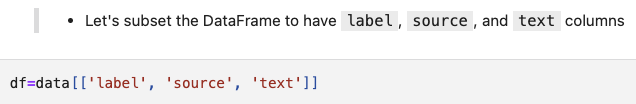 • Let's subset the DataFrame to have label, source, and text columns
df=data[['label', 'source', 'text']]